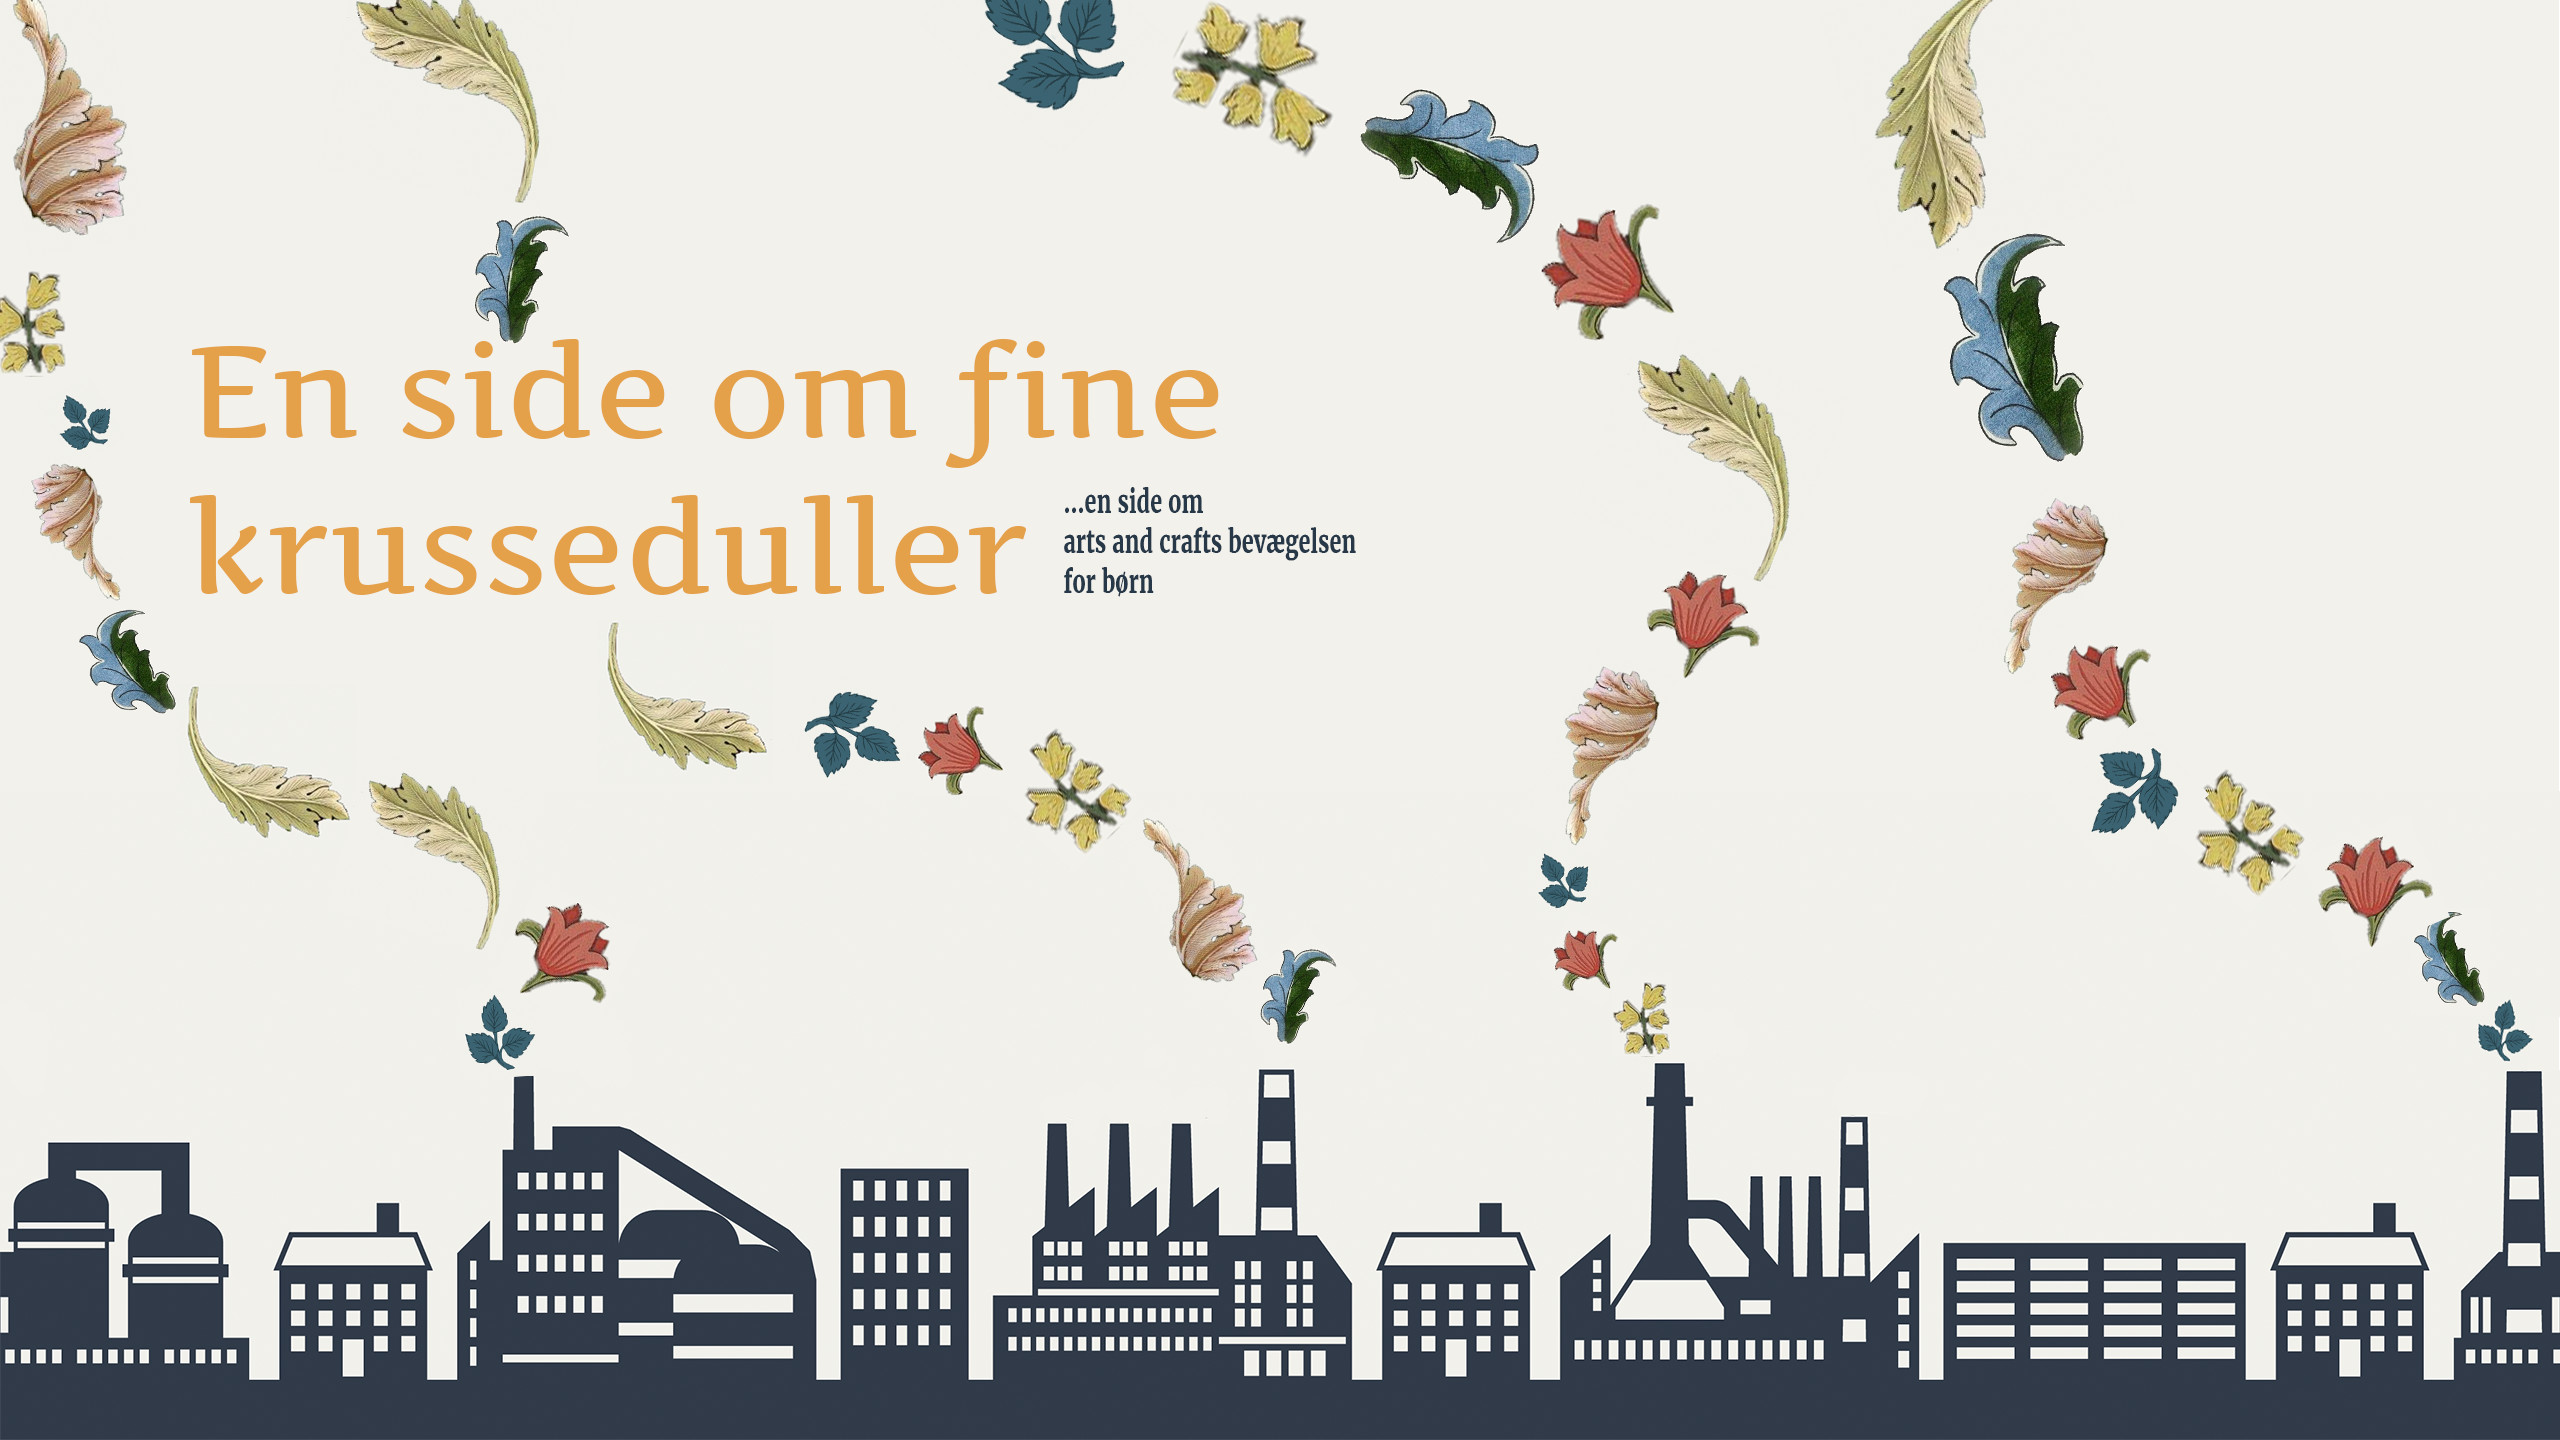 En side om fine
krusseduller
...en side om
arts and crafts bevægelsen
for børn